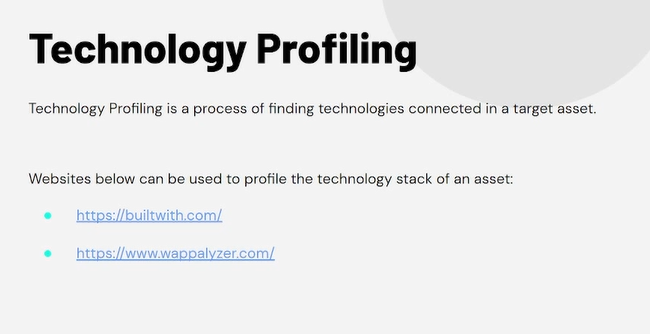 Technology Profiling
Technology Profiling is a process of finding technologies connected in a target asset.
Websites below can be used to profile the technology stack of an asset:
https://builtwith.com/
https://www.wappalyzer.com/